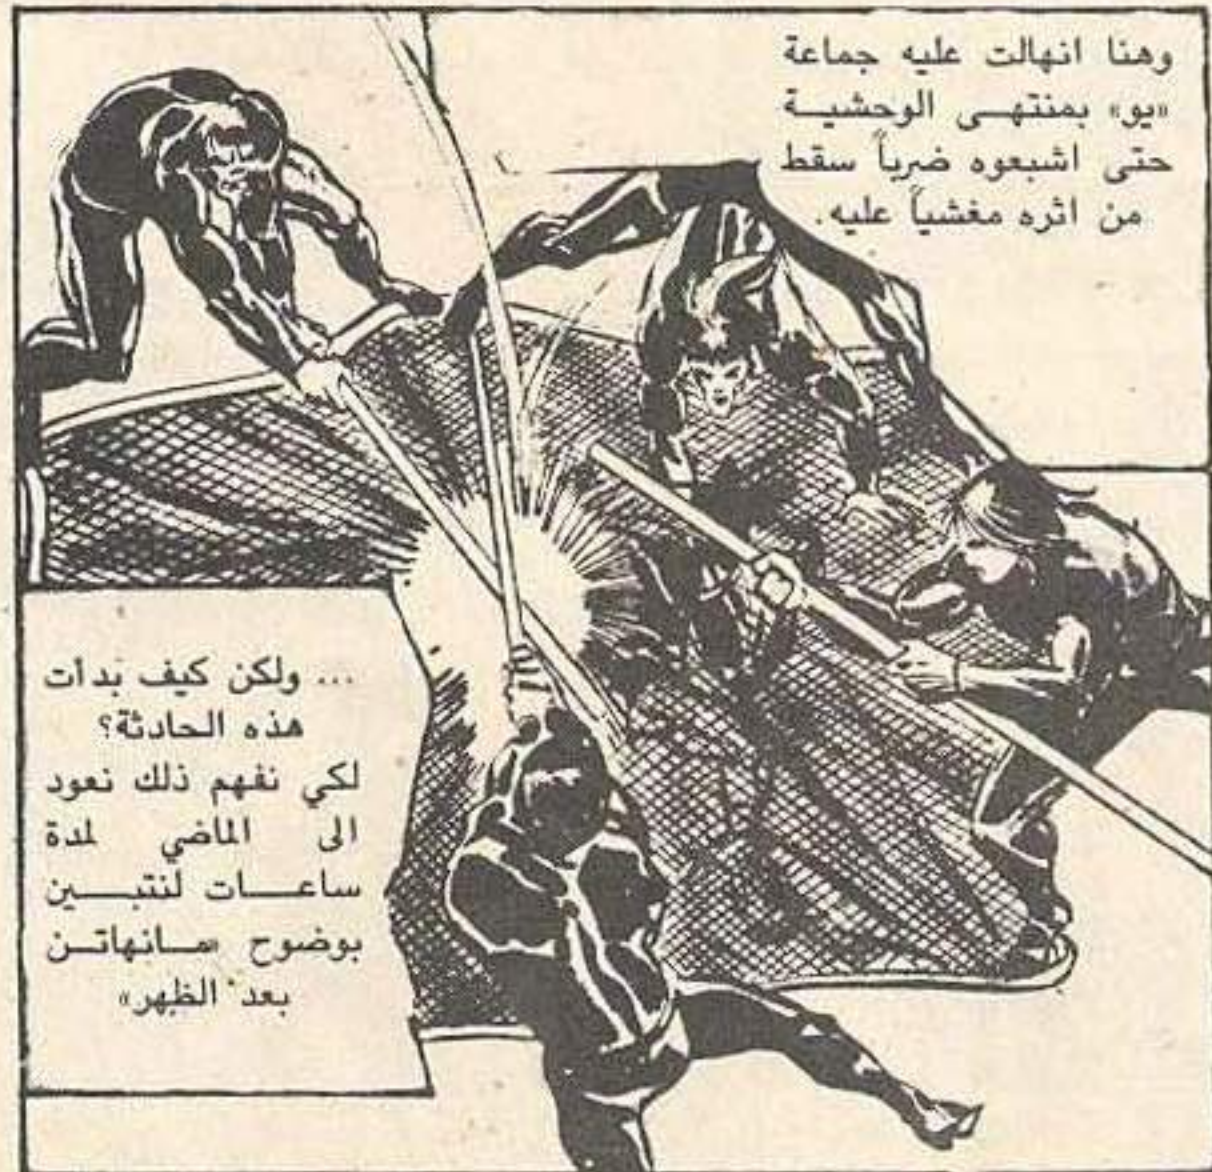 وهنا انهالت عليه جماعة
«يو» بمنتهى الوحشية
حتى اشبعوه ضرباً سقط
من اثره مغشياً عليه.
... ولكن كيف بدأت
هذه الحادثة؟
لكي نفهم ذلك نعود
الى الماضي لمدة
ساعات لنتبين
بوضوح «مانهاتن
بعد الظهر»